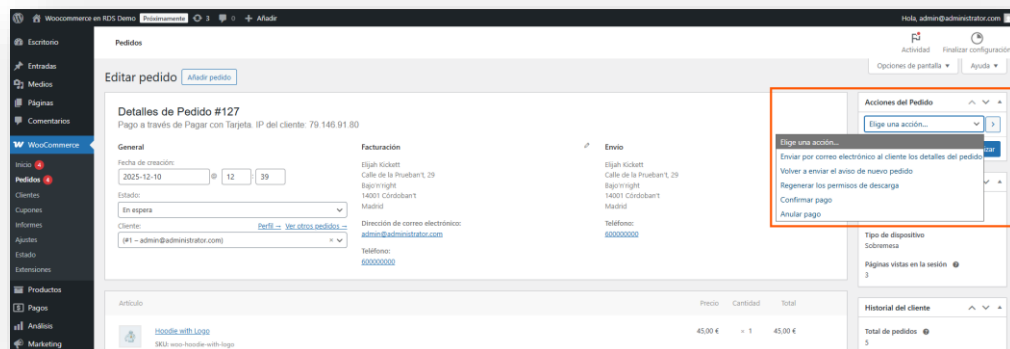 Woocommerce en RDS Demo Próximamente 3 0 + Añadir Hola, admin@administrator.com
Escritorio
Entradas
Medios
Páginas
Comentarios
WooCommerce
Inicio 4
Pedidos 4
Clientes
Cupones
Informes
Ajustes
Estado
Extensiones
Productos
Pagos
Análisis
Marketing
Pedidos
Actividad
Finalizar configuración
Opciones de pantalla
Ayuda
Editar pedido
Añadir pedido
Detalles de Pedido #127
Pago a través de Pagar con Tarjeta. IP del cliente: 79.146.91.80
General
Fecha de creación:
2025-12-10 @ 12 : 39
Estado:
En espera
Cliente: Perfil → Ver otros pedidos →
(#1 – admin@administrator.com) ×
Facturación
Elijah Kickett
Calle de la Prueban't, 29
Bajo'n'right
14001 Córdoban't
Madrid
Dirección de correo electrónico:
admin@administrator.com
Teléfono:
600000000
Envío
Elijah Kickett
Calle de la Prueban't, 29
Bajo'n'right
14001 Córdoban't
Madrid
Teléfono:
600000000
Artículo Precio Cantidad Total
Hoodie with Logo 45,00 € × 1 45,00 €
SKU: woo-hoodie-with-logo
Acciones del Pedido
Elige una acción...
Elige una acción...
Enviar por correo electrónico al cliente los detalles del pedido
Volver a enviar el aviso de nuevo pedido
Regenerar los permisos de descarga
Confirmar pago
Anular pago
Tipo de dispositivo
Sobremesa
Páginas vistas en la sesión
3
Historial del cliente
Total de pedidos
5